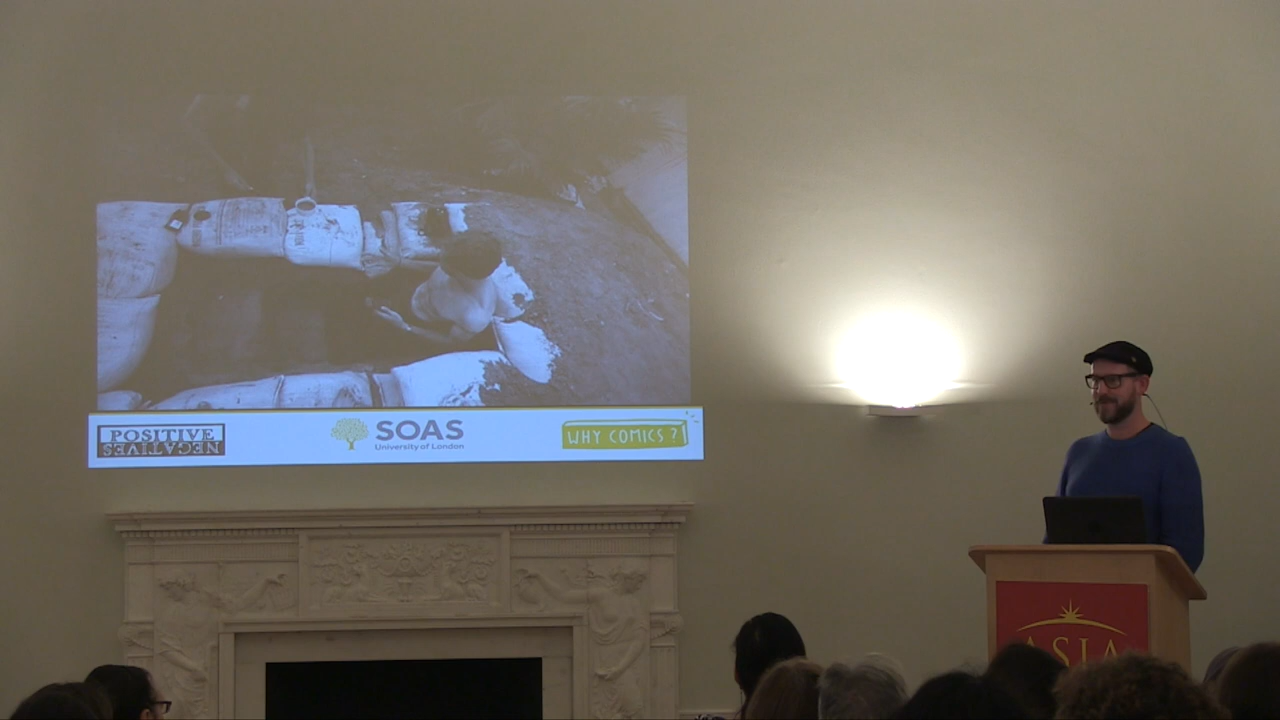 POSITIVE
NEGATIVES
SOAS
University of London
WHY COMICS?
ASIA